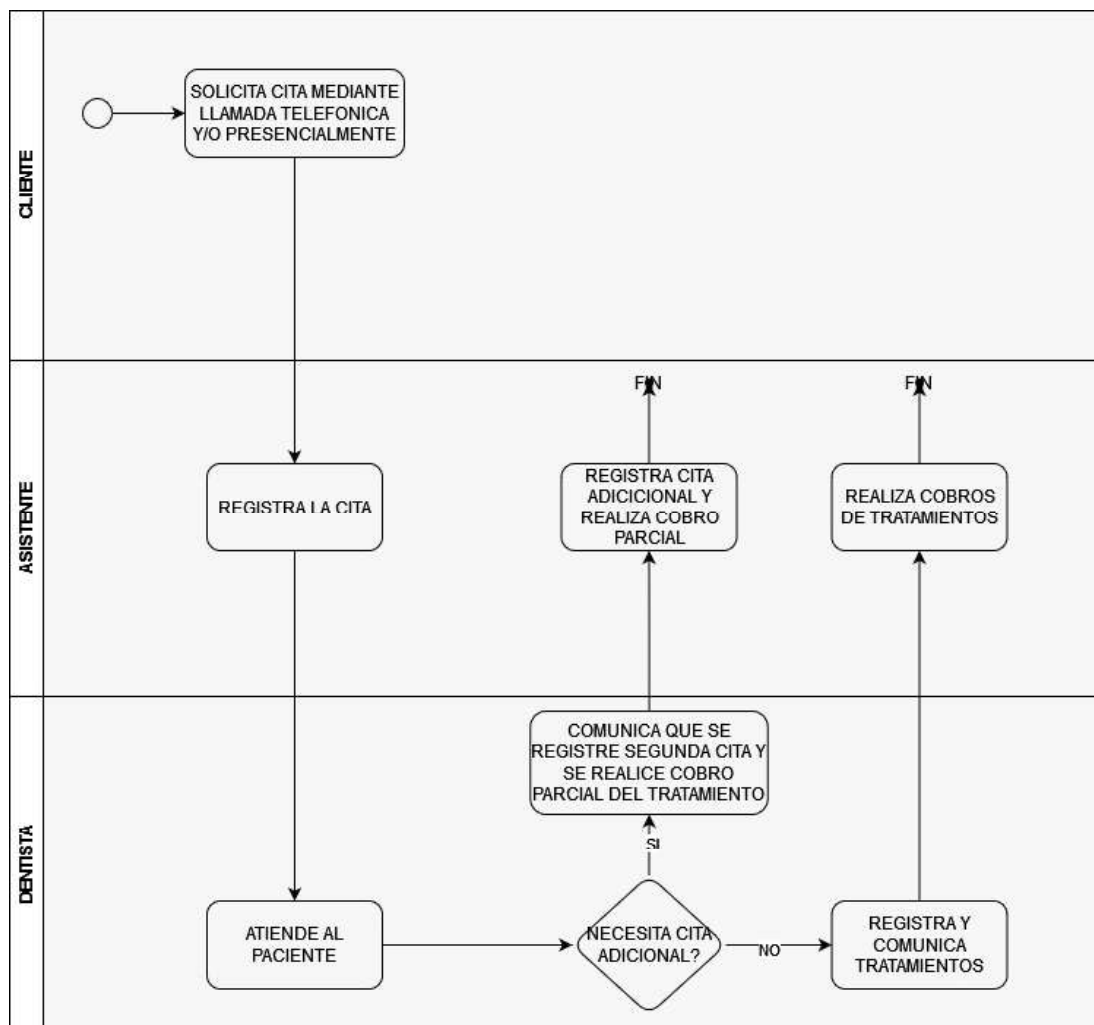 CLIENTE
SOLICITA CITA MEDIANTE
LLAMADA TELEFONICA
Y/O PRESENCIALMENTE
ASISTENTE
FIN
FIN
REGISTRA LA CITA
REGISTRA CITA
ADICICIONAL Y
REALIZA COBRO
PARCIAL
REALIZA COBROS
DE TRATAMIENTOS
DENTISTA
COMUNICA QUE SE
REGISTRE SEGUNDA CITA Y
SE REALICE COBRO
PARCIAL DEL TRATAMIENTO
SI
ATIENDE AL
PACIENTE
NECESITA CITA
ADICIONAL?
NO
REGISTRA Y
COMUNICA
TRATAMIENTOS